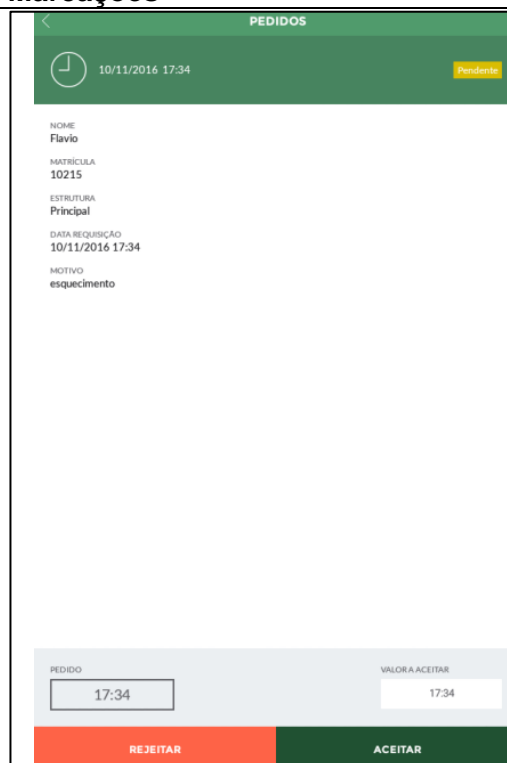 Marcações
PEDIDOS
10/11/2016 17:34
Pendente
NOME
Flavio
MATRÍCULA
10215
ESTRUTURA
Principal
DATA REQUISIÇÃO
10/11/2016 17:34
MOTIVO
esquecimento
PEDIDO
VALOR A ACEITAR
17:34
17:34
REJEITAR
ACEITAR